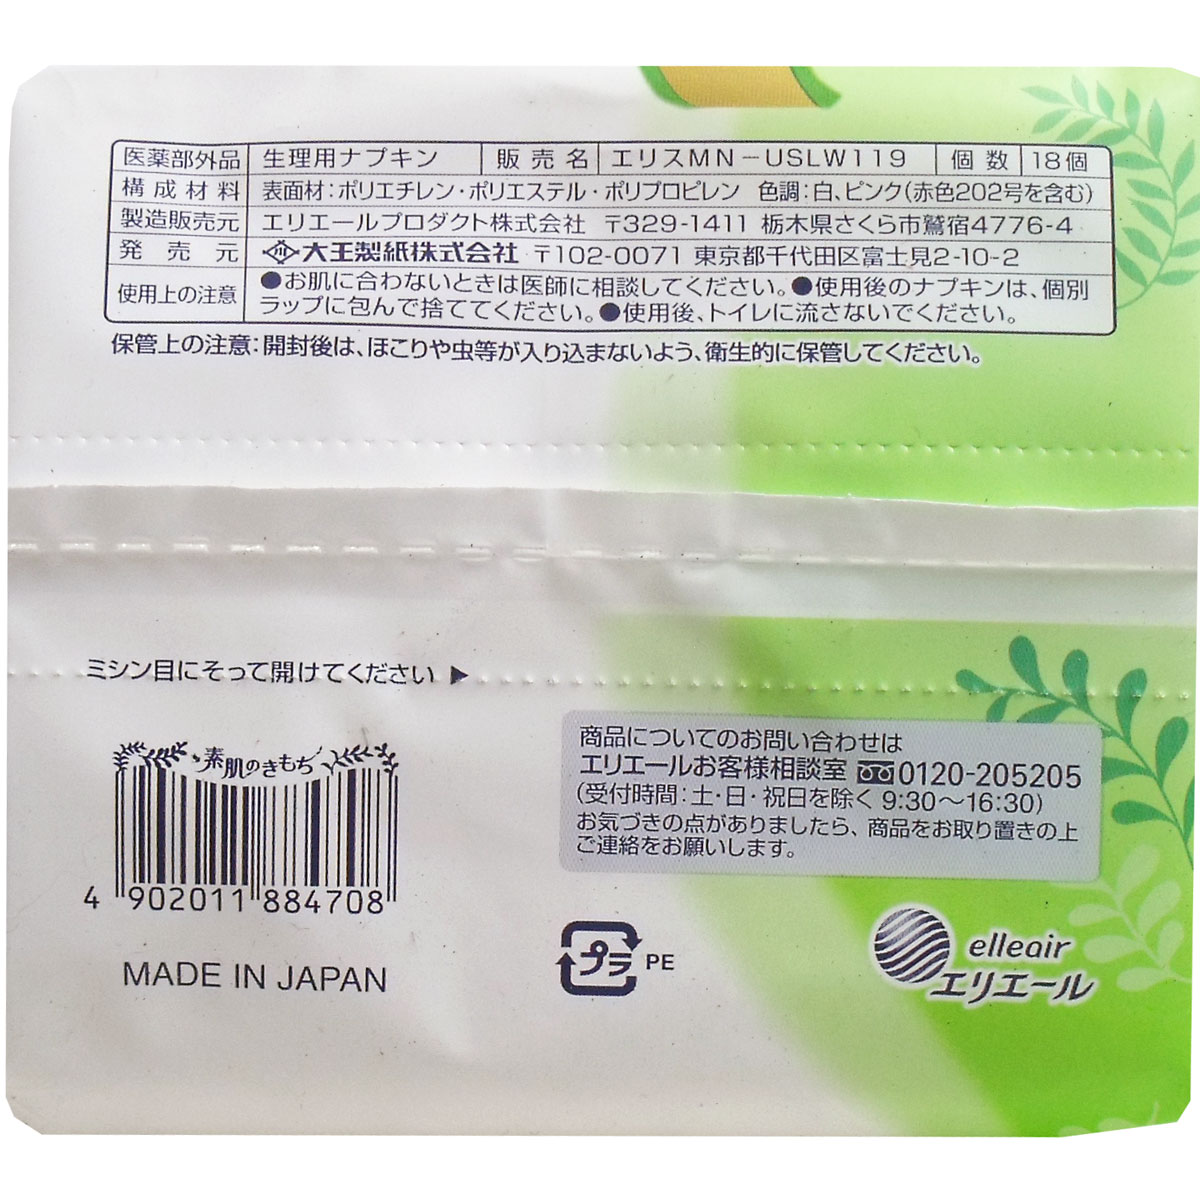 医薬部外品 生理用ナプキン 販売名 エリスMN-USLW119 個数 18個
構成材料 表面材：ポリエチレン・ポリエステル・ポリプロピレン 色調：白、ピンク（赤色202号を含む）
製造販売元 エリエールプロダクト株式会社 〒329-1411 栃木県さくら市鷲宿4776-4
発売元 大王製紙株式会社 〒102-0071 東京都千代田区富士見2-10-2
使用上の注意 ●お肌に合わないときは医師に相談してください。●使用後のナプキンは、個別
ラップに包んで捨ててください。●使用後、トイレに流さないでください。
保管上の注意：開封後は、ほこりや虫等が入り込まないよう、衛生的に保管してください。
ミシン目にそって開けてください ▶
素肌のきもち
4 902011 884708
MADE IN JAPAN
商品についてのお問い合わせは
エリエールお客様相談室 0120-205205
（受付時間：土・日・祝日を除く 9:30〜16:30）
お気づきの点がありましたら、商品をお取り置きの上
ご連絡をお願いします。
プラ PE
elleair
エリエール